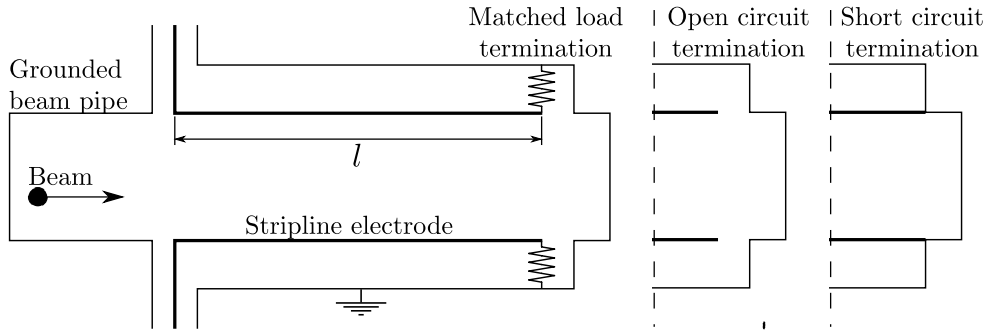 Matched load
termination
Open circuit
termination
Short circuit
termination
Grounded
beam pipe
l
Beam
Stripline electrode